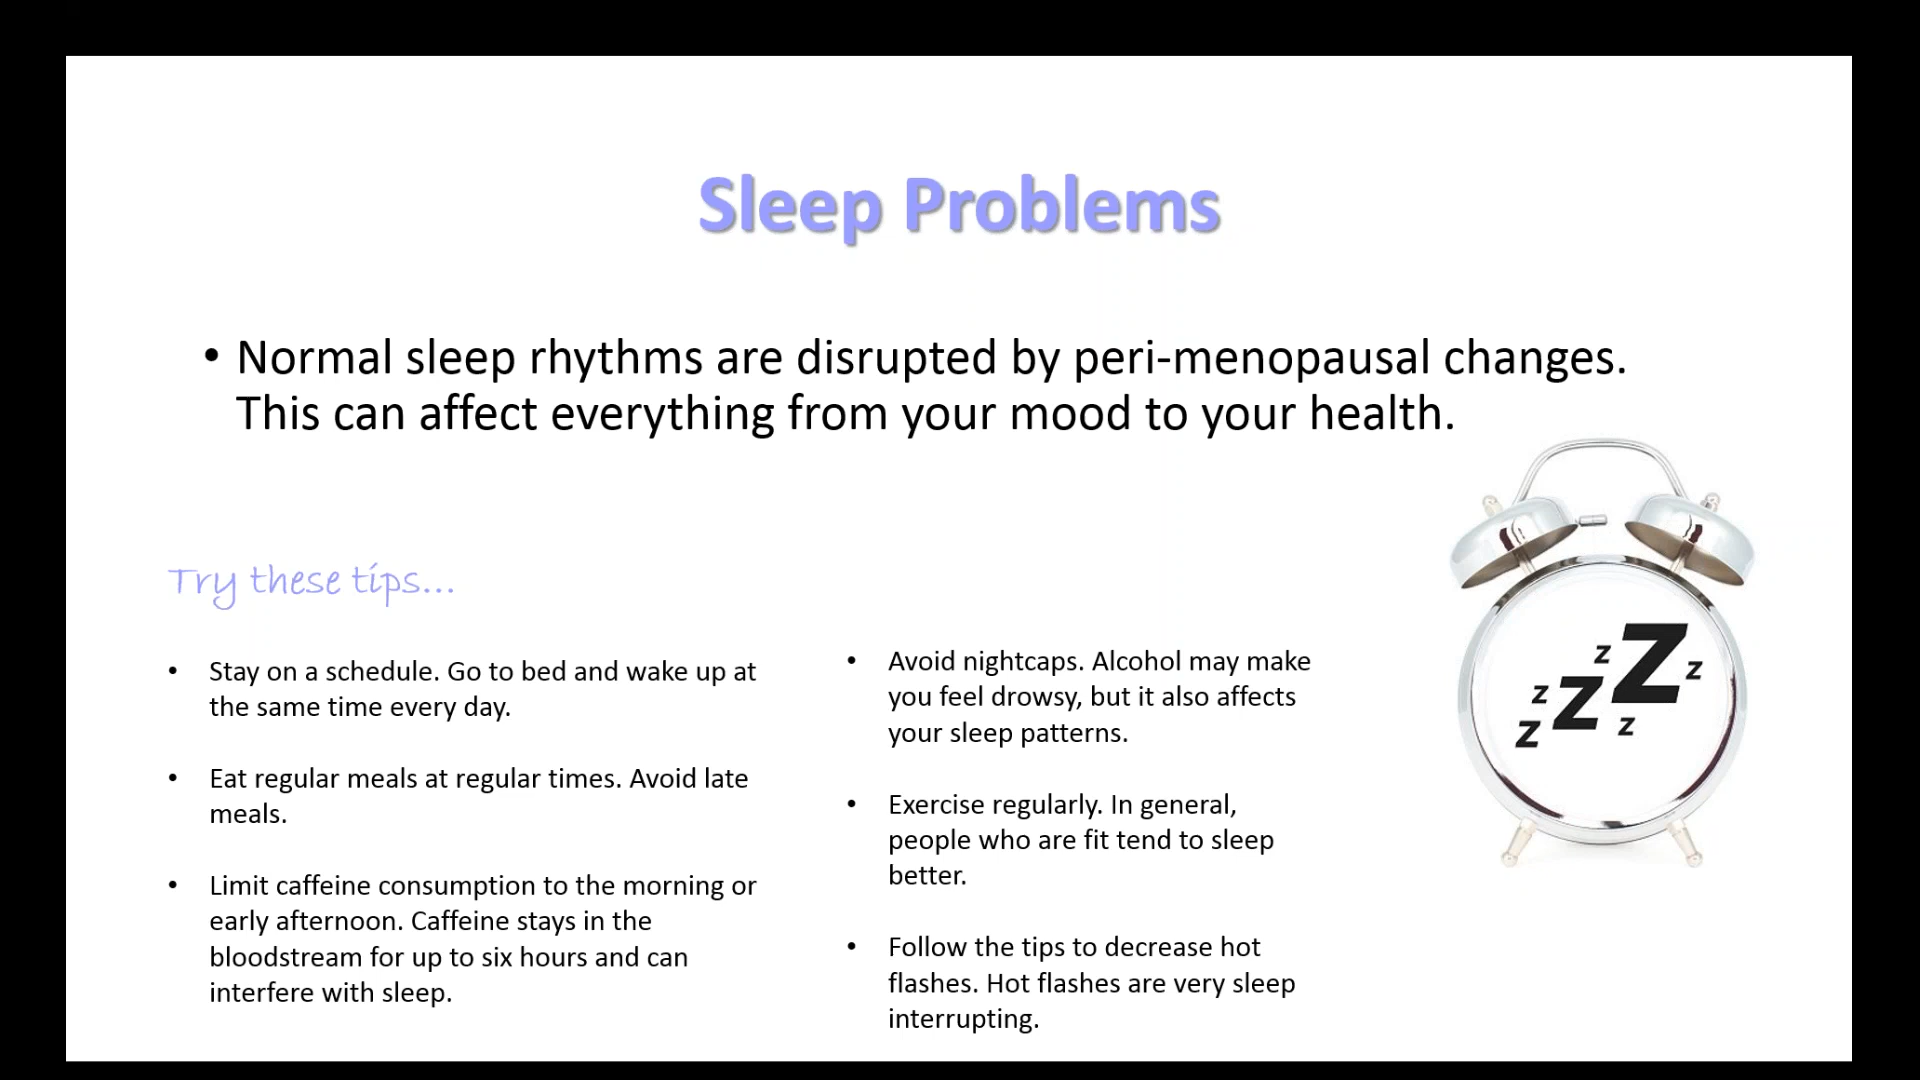 Sleep Problems
• Normal sleep rhythms are disrupted by peri-menopausal changes.
This can affect everything from your mood to your health.
Try these tips...
• Stay on a schedule. Go to bed and wake up at
the same time every day.
• Eat regular meals at regular times. Avoid late
meals.
• Limit caffeine consumption to the morning or
early afternoon. Caffeine stays in the
bloodstream for up to six hours and can
interfere with sleep.
• Avoid nightcaps. Alcohol may make
you feel drowsy, but it also affects
your sleep patterns.
• Exercise regularly. In general,
people who are fit tend to sleep
better.
• Follow the tips to decrease hot
flashes. Hot flashes are very sleep
interrupting.
z Z z
z Z z
z